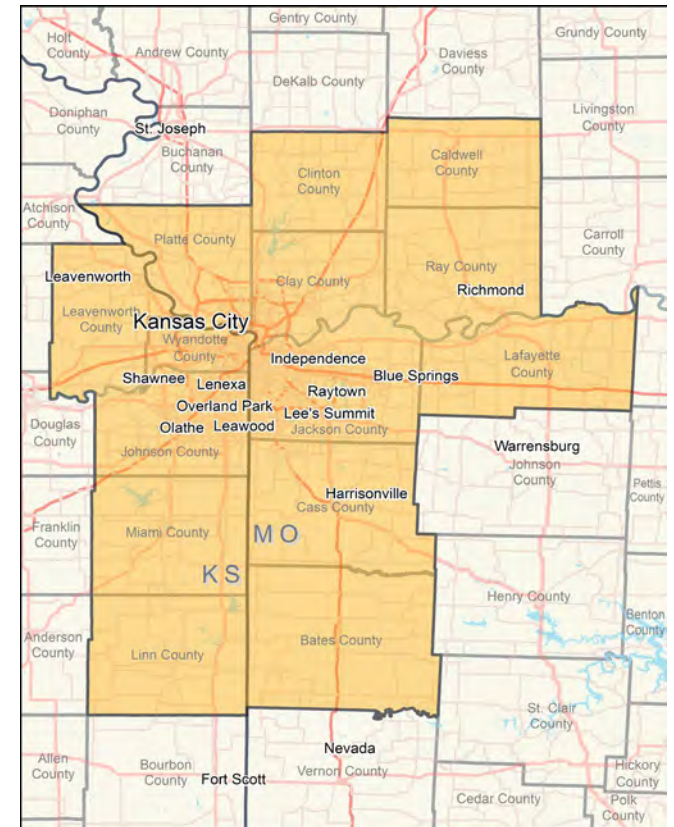 Gentry County
Grundy County
Holt
County
Andrew County
Daviess
County
DeKalb County
Livingston
County
Doniphan
County
St. Joseph
Buchanan
County
Caldwell
County
Clinton
County
Atchison
County
Carroll
County
Platte County
Clay County
Ray County
Leavenworth
Richmond
Leavenworth
County
Kansas City
Wyandotte
County
Independence
Lafayette
County
Shawnee
Lenexa
Blue Springs
Raytown
Overland Park
Lee's Summit
Olathe
Leawood
Jackson County
Douglas
County
Johnson County
Warrensburg
Johnson
County
Pettis
County
Harrisonville
Cass County
Franklin
County
Miami County
MO
KS
Henry County
Benton
County
Anderson
County
Linn County
Bates County
St. Clair
County
Nevada
Vernon County
Allen
County
Bourbon
County
Fort Scott
Hickory
County
Cedar County
Polk
County